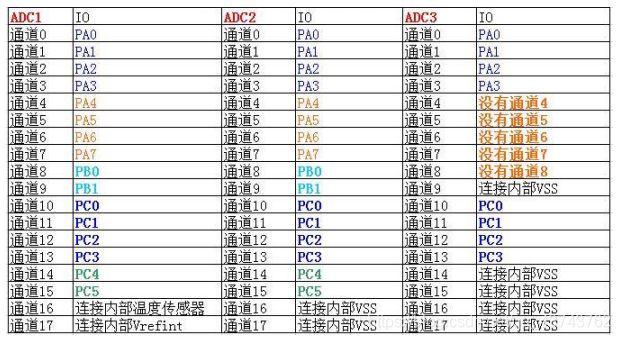 ADC1 IO ADC2 IO ADC3 IO
通道0 PA0 通道0 PA0 通道0 PA0
通道1 PA1 通道1 PA1 通道1 PA1
通道2 PA2 通道2 PA2 通道2 PA2
通道3 PA3 通道3 PA3 通道3 PA3
通道4 PA4 通道4 PA4 通道4 没有通道4
通道5 PA5 通道5 PA5 通道5 没有通道5
通道6 PA6 通道6 PA6 通道6 没有通道6
通道7 PA7 通道7 PA7 通道7 没有通道7
通道8 PB0 通道8 PB0 通道8 没有通道8
通道9 PB1 通道9 PB1 通道9 连接内部VSS
通道10 PC0 通道10 PC0 通道10 PC0
通道11 PC1 通道11 PC1 通道11 PC1
通道12 PC2 通道12 PC2 通道12 PC2
通道13 PC3 通道13 PC3 通道13 PC3
通道14 PC4 通道14 PC4 通道14 连接内部VSS
通道15 PC5 通道15 PC5 通道15 连接内部VSS
通道16 连接内部温度传感器 通道16 连接内部VSS 通道16 连接内部VSS
通道17 连接内部Vrefint 通道17 连接内部VSS 通道17 连接内部VSS